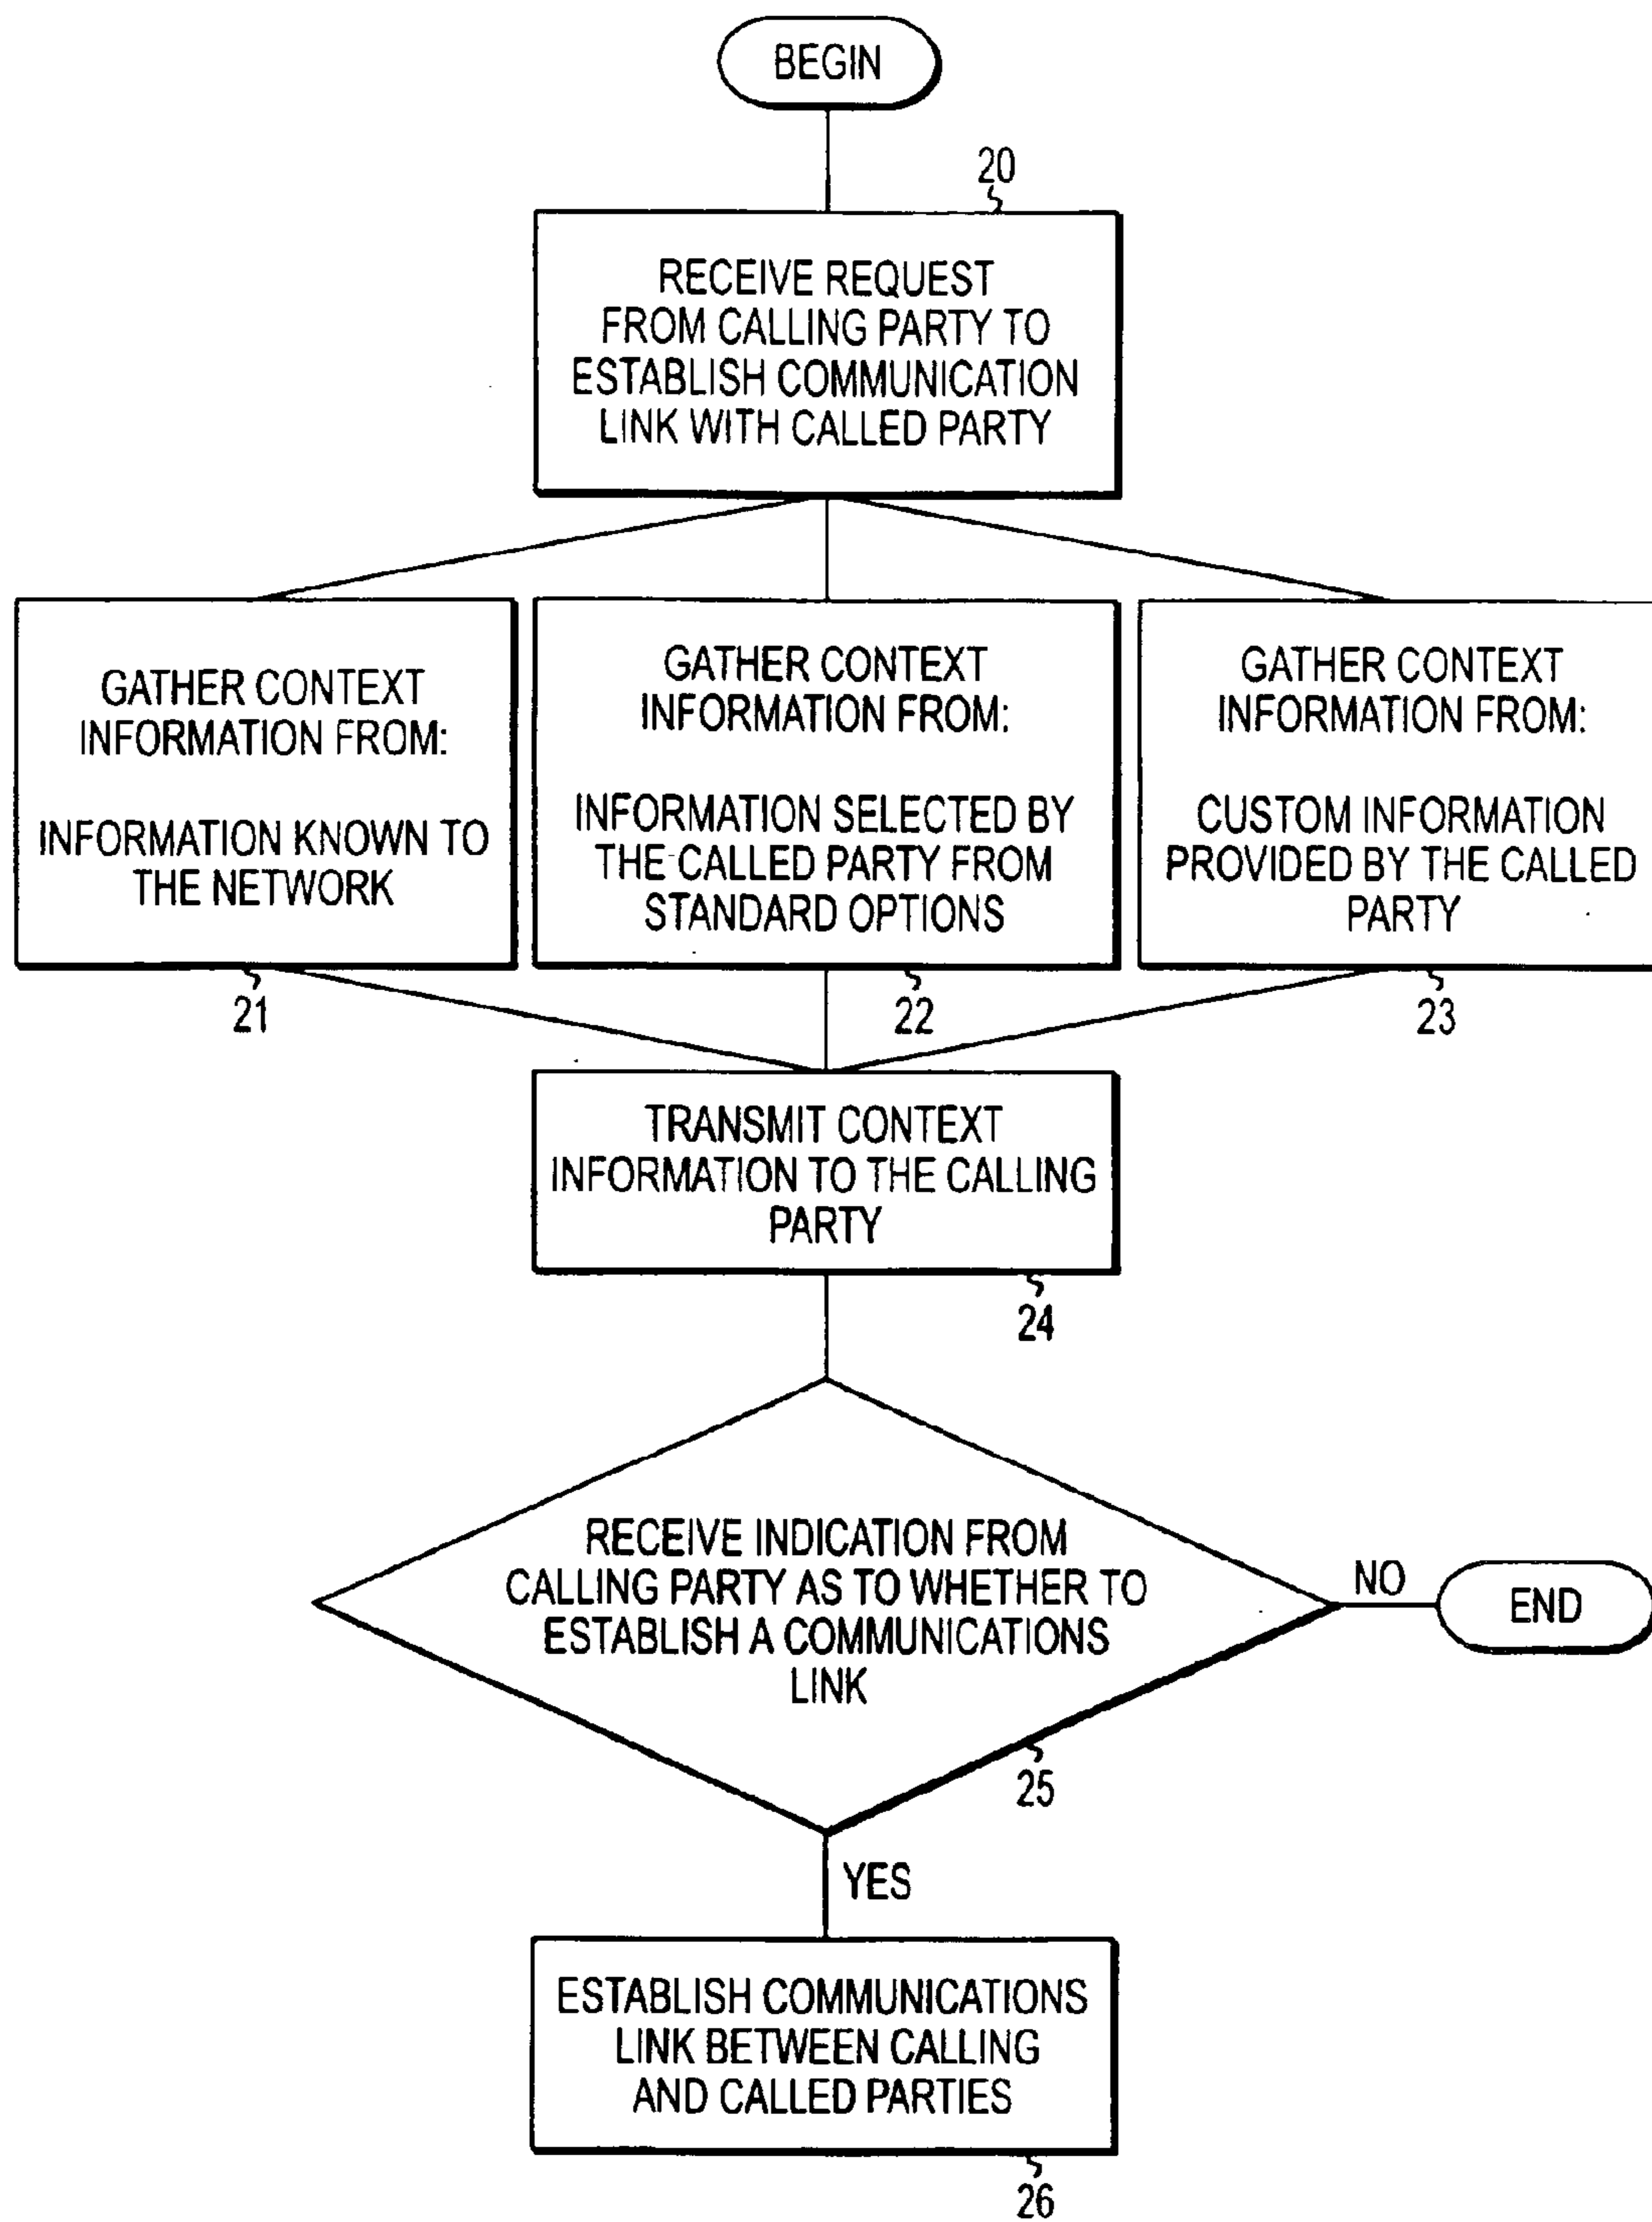 BEGIN
20
RECEIVE REQUEST
FROM CALLING PARTY TO
ESTABLISH COMMUNICATION
LINK WITH CALLED PARTY
GATHER CONTEXT
INFORMATION FROM:
INFORMATION KNOWN TO
THE NETWORK
21
GATHER CONTEXT
INFORMATION FROM:
INFORMATION SELECTED BY
THE CALLED PARTY FROM
STANDARD OPTIONS
22
GATHER CONTEXT
INFORMATION FROM:
CUSTOM INFORMATION
PROVIDED BY THE CALLED
PARTY
23
TRANSMIT CONTEXT
INFORMATION TO THE CALLING
PARTY
24
RECEIVE INDICATION FROM
CALLING PARTY AS TO WHETHER TO
ESTABLISH A COMMUNICATIONS
LINK
25
NO
END
YES
ESTABLISH COMMUNICATIONS
LINK BETWEEN CALLING
AND CALLED PARTIES
26